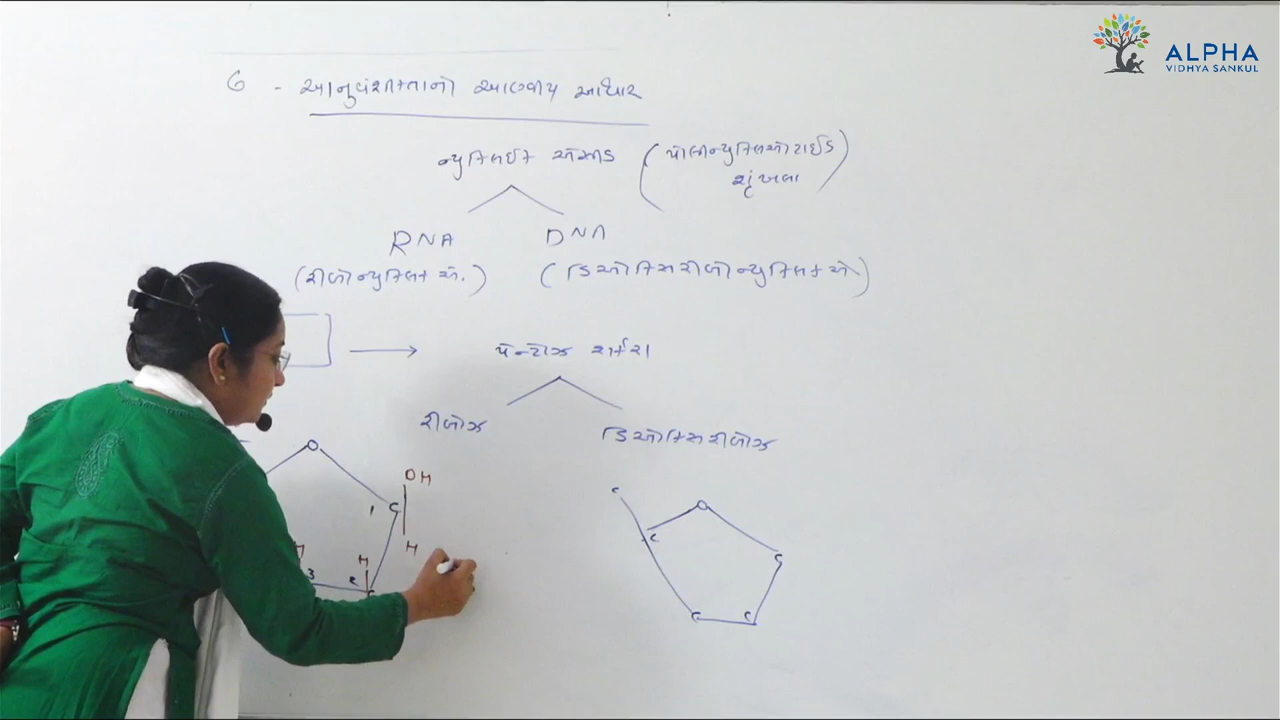 ALPHA
VIDHYA SANKUL
6 - આનુવંશીકતાનો આણ્વીય આધાર
ન્યુક્લિઈક એસીડ (પોલીન્યુક્લિઓટાઈડ
શૃંખલા)
RNA DNA
(રીબોન્યુક્લિક એ.) (ડિઓક્સિરીબોન્યુક્લિક એ)
પેન્ટોઝ શર્કરા
રીબોઝ ડિઓક્સિરીબોઝ
O
OH
C O
1 C
C C
H H
3 2
C C C